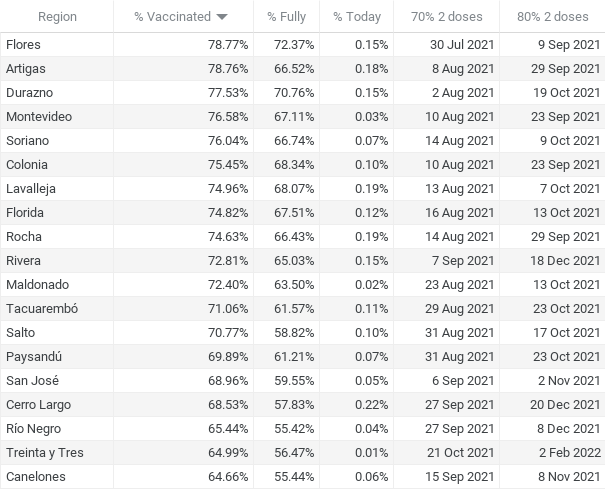 Region % Vaccinated % Fully % Today 70% 2 doses 80% 2 doses
Flores 78.77% 72.37% 0.15% 30 Jul 2021 9 Sep 2021
Artigas 78.76% 66.52% 0.18% 8 Aug 2021 29 Sep 2021
Durazno 77.53% 70.76% 0.15% 2 Aug 2021 19 Oct 2021
Montevideo 76.58% 67.11% 0.03% 10 Aug 2021 23 Sep 2021
Soriano 76.04% 66.74% 0.07% 14 Aug 2021 9 Oct 2021
Colonia 75.45% 68.34% 0.10% 10 Aug 2021 23 Sep 2021
Lavalleja 74.96% 68.07% 0.19% 13 Aug 2021 7 Oct 2021
Florida 74.82% 67.51% 0.12% 16 Aug 2021 13 Oct 2021
Rocha 74.63% 66.43% 0.19% 14 Aug 2021 29 Sep 2021
Rivera 72.81% 65.03% 0.15% 7 Sep 2021 18 Dec 2021
Maldonado 72.40% 63.50% 0.02% 23 Aug 2021 13 Oct 2021
Tacuarembó 71.06% 61.57% 0.11% 29 Aug 2021 23 Oct 2021
Salto 70.77% 58.82% 0.10% 31 Aug 2021 17 Oct 2021
Paysandú 69.89% 61.21% 0.07% 31 Aug 2021 23 Oct 2021
San José 68.96% 59.55% 0.05% 6 Sep 2021 2 Nov 2021
Cerro Largo 68.53% 57.83% 0.22% 27 Sep 2021 20 Dec 2021
Río Negro 65.44% 55.42% 0.04% 27 Sep 2021 8 Dec 2021
Treinta y Tres 64.99% 56.47% 0.01% 21 Oct 2021 2 Feb 2022
Canelones 64.66% 55.44% 0.06% 15 Sep 2021 8 Nov 2021